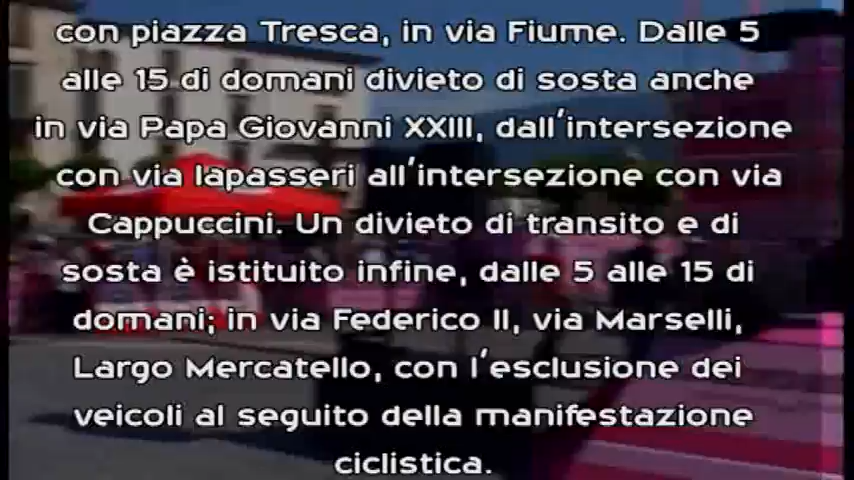 con piazza Tresca, in via Fiume. Dalle 5
alle 15 di domani divieto di sosta anche
in via Papa Giovanni XXIII, dall'intersezione
con via Iapasseri all'intersezione con via
Cappuccini. Un divieto di transito e di
sosta è istituito infine, dalle 5 alle 15 di
domani; in via Federico II, via Marselli,
Largo Mercatello, con l'esclusione dei
veicoli al seguito della manifestazione
ciclistica.